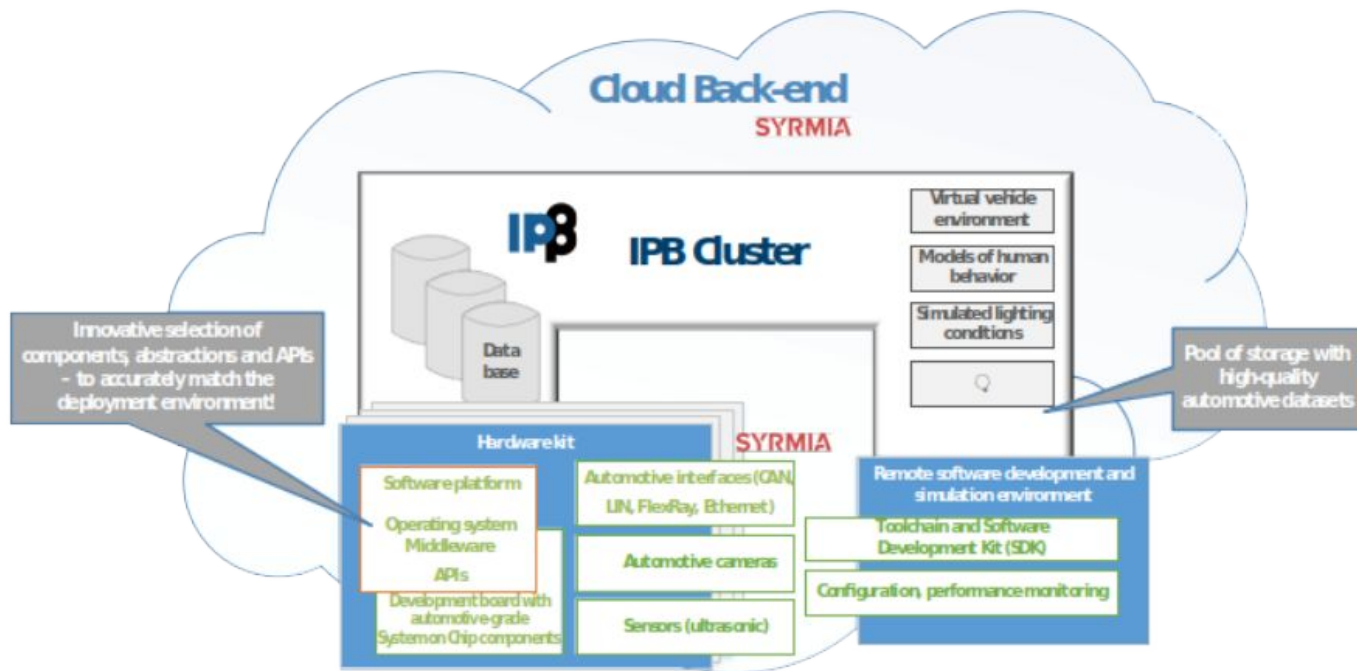 Cloud Back-end
SYRMIA
IPB
IPB Cluster
Virtual vehicle
environment
Models of human
behavior
Simulated lighting
conditions
Data
base
Innovative selection of
components, abstractions and APIs
– to accurately match the
deployment environment!
Pool of storage with
high-quality
automotive datasets
SYRMIA
Hardware kit
Software platform
Operating system
Middleware
APIs
Development board with
automotive-grade
System on Chip components
Automotive interfaces (CAN,
LIN, FlexRay, Ethernet)
Automotive cameras
Sensors (ultrasonic)
Remote software development and
simulation environment
Toolchain and Software
Development Kit (SDK)
Configuration, performance monitoring